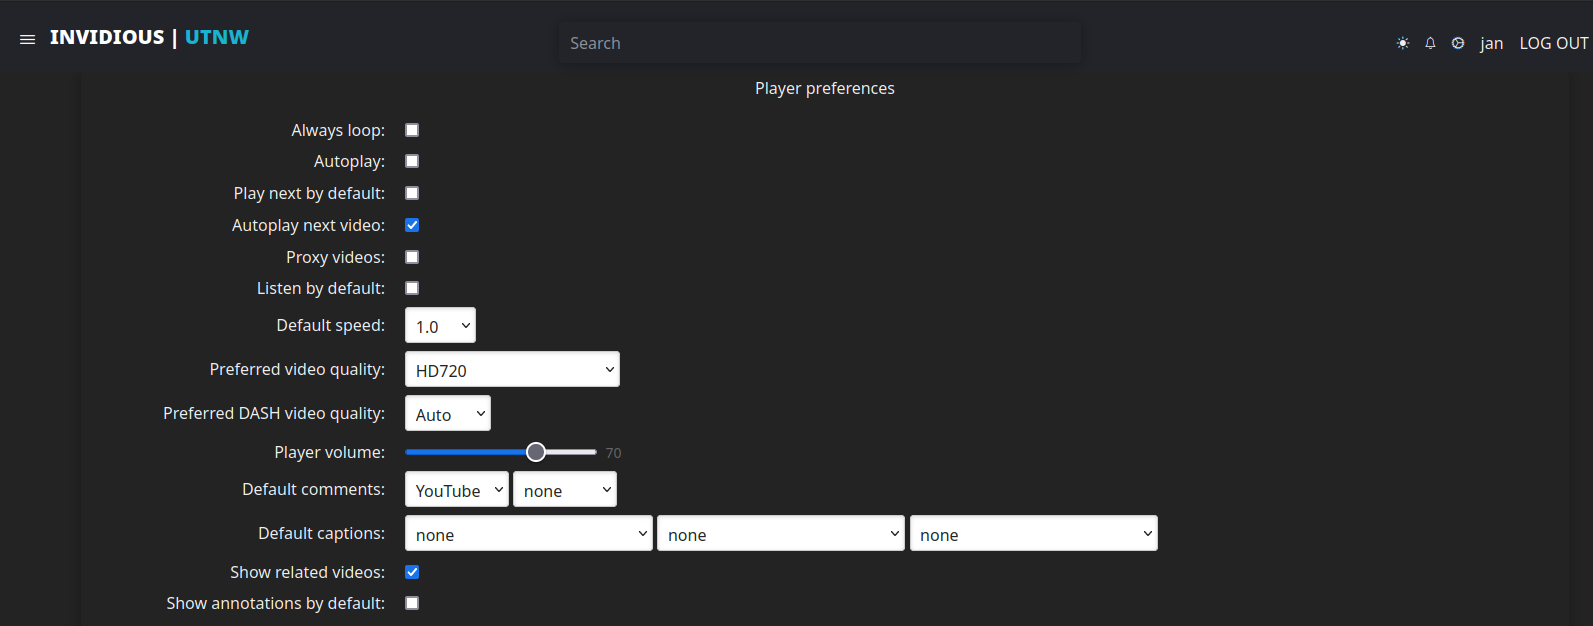 INVIDIOUS | UTNW
Search
jan
LOG OUT
Player preferences
Always loop:
Autoplay:
Play next by default:
Autoplay next video:
Proxy videos:
Listen by default:
Default speed: 1.0
Preferred video quality: HD720
Preferred DASH video quality: Auto
Player volume: 70
Default comments: YouTube none
Default captions: none none none
Show related videos:
Show annotations by default: